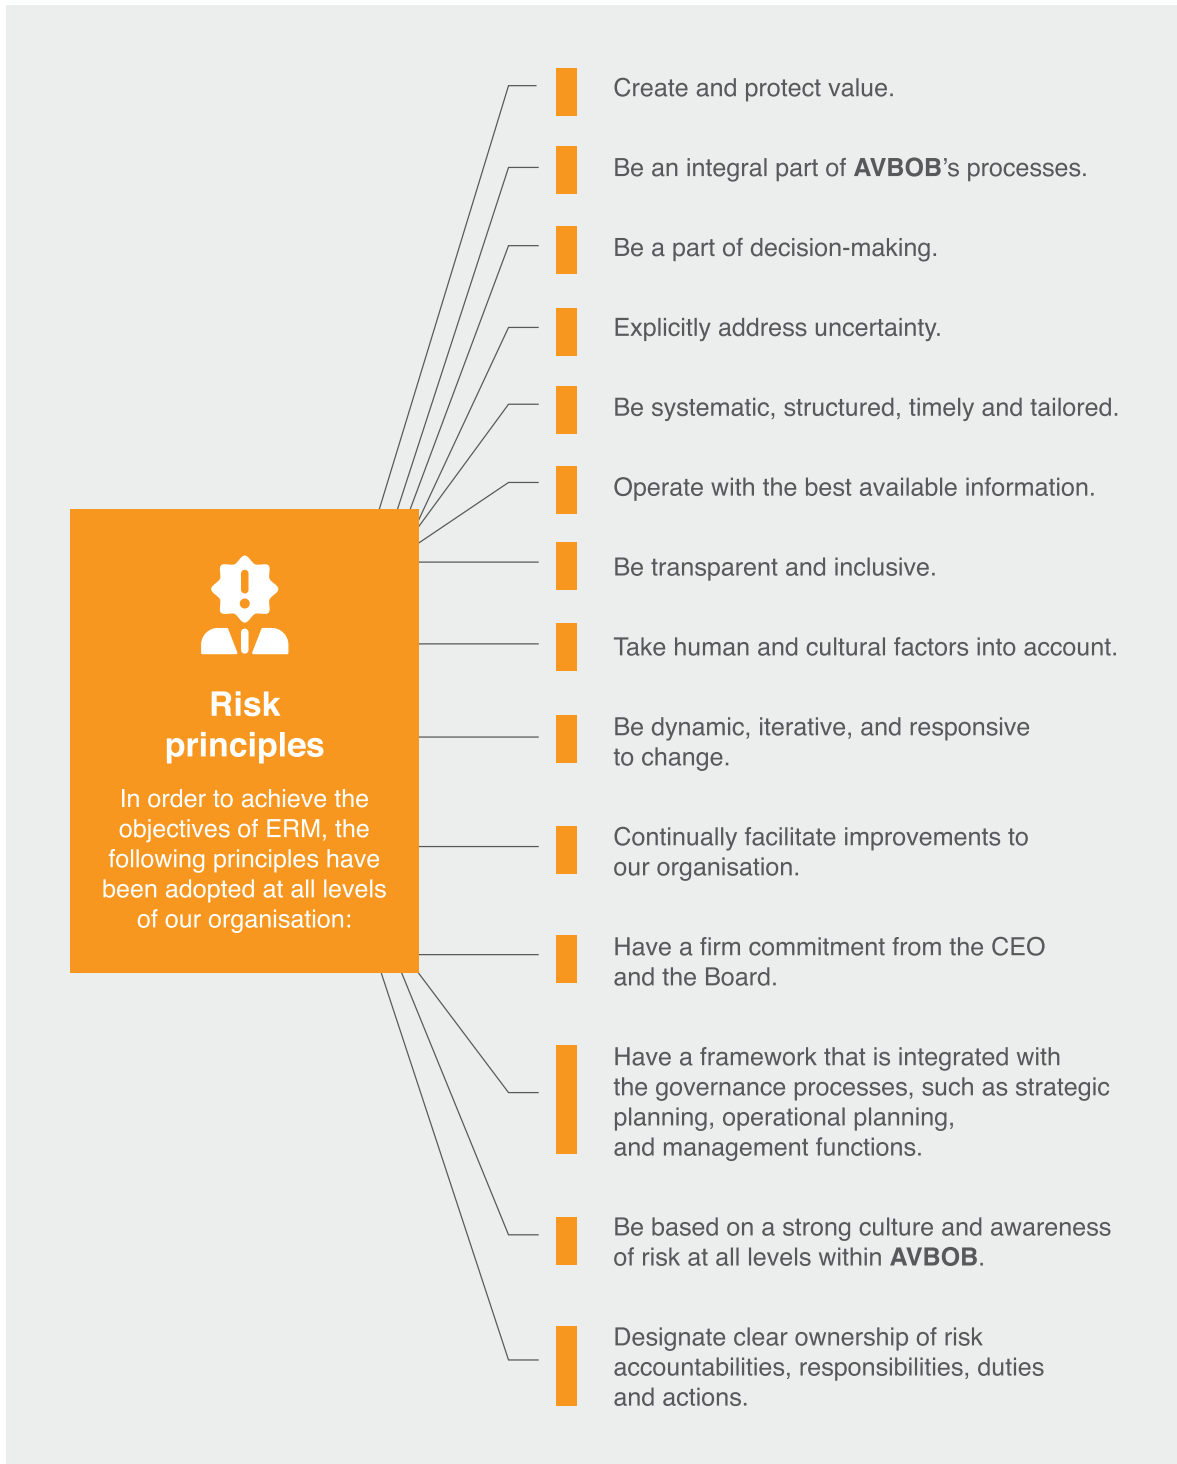 Risk
principles
In order to achieve the
objectives of ERM, the
following principles have
been adopted at all levels
of our organisation:
Create and protect value.
Be an integral part of AVBOB’s processes.
Be a part of decision-making.
Explicitly address uncertainty.
Be systematic, structured, timely and tailored.
Operate with the best available information.
Be transparent and inclusive.
Take human and cultural factors into account.
Be dynamic, iterative, and responsive
to change.
Continually facilitate improvements to
our organisation.
Have a firm commitment from the CEO
and the Board.
Have a framework that is integrated with
the governance processes, such as strategic
planning, operational planning,
and management functions.
Be based on a strong culture and awareness
of risk at all levels within AVBOB.
Designate clear ownership of risk
accountabilities, responsibilities, duties
and actions.